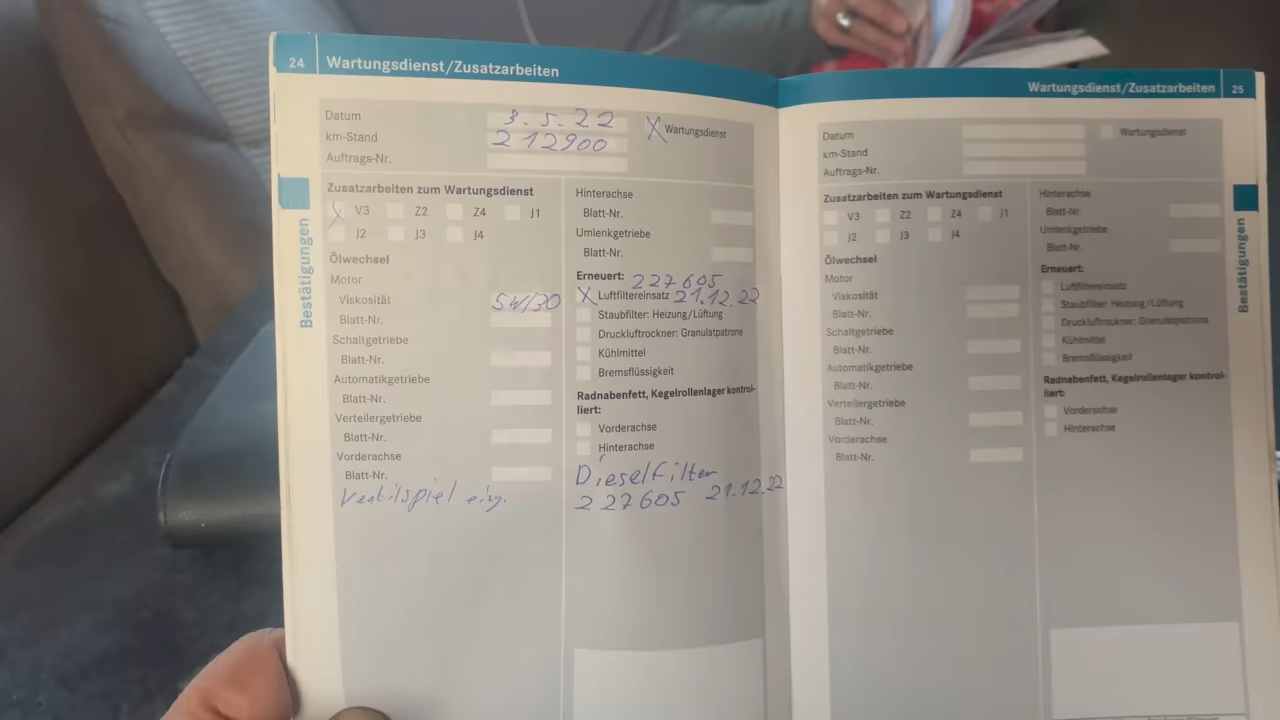 24 Wartungsdienst/Zusatzarbeiten
Datum 3.5.22 X Wartungsdienst
km-Stand 212900
Auftrags-Nr.
Zusatzarbeiten zum Wartungsdienst
X V3 Z2 Z4 J1
J2 J3 J4
Ölwechsel
Motor
Viskosität 5W/30
Blatt-Nr.
Schaltgetriebe
Blatt-Nr.
Automatikgetriebe
Blatt-Nr.
Verteilergetriebe
Blatt-Nr.
Vorderachse
Blatt-Nr.
Ventilspiel
Hinterachse
Blatt-Nr.
Umlenkgetriebe
Blatt-Nr.
Erneuert: 227605
X Luftfiltereinsatz 21.12.22
Staubfilter: Heizung/Lüftung
Druckluftrockner: Granulatpatrone
Kühlmittel
Bremsflüssigkeit
Radnabenfett, Kegelrollenlager kontrol-
liert:
Vorderachse
Hinterachse
Dieselfilter
227605 21.12.22
Bestätigungen
Wartungsdienst/Zusatzarbeiten 25
Datum Wartungsdienst
km-Stand
Auftrags-Nr.
Zusatzarbeiten zum Wartungsdienst
V3 Z2 Z4 J1
J2 J3 J4
Ölwechsel
Motor
Viskosität
Blatt-Nr.
Schaltgetriebe
Blatt-Nr.
Automatikgetriebe
Blatt-Nr.
Verteilergetriebe
Blatt-Nr.
Vorderachse
Blatt-Nr.
Hinterachse
Blatt-Nr.
Umlenkgetriebe
Blatt-Nr.
Erneuert:
Luftfiltereinsatz
Staubfilter: Heizung/Lüftung
Druckluftrockner: Granulatpatrone
Kühlmittel
Bremsflüssigkeit
Radnabenfett, Kegelrollenlager kontrol-
liert:
Vorderachse
Hinterachse
Bestätigungen